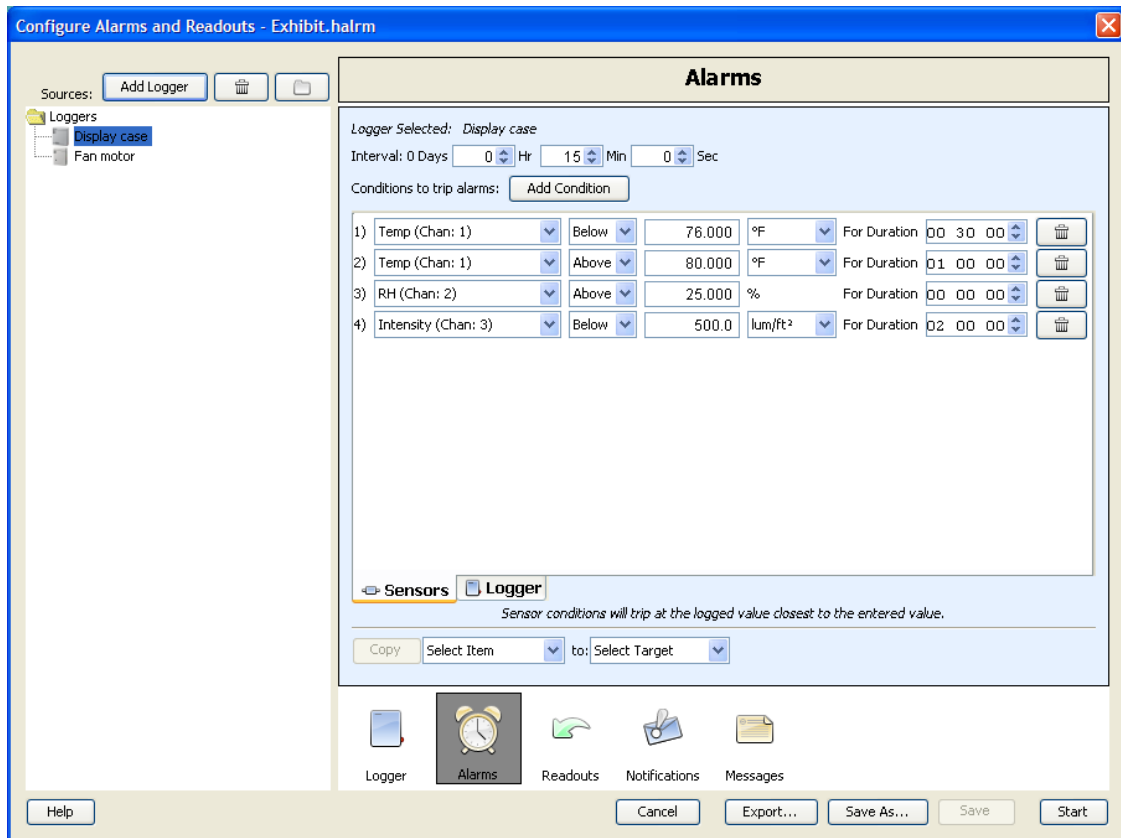 Configure Alarms and Readouts - Exhibit.halrm
Sources: Add Logger
Loggers
Display case
Fan motor
Alarms
Logger Selected: Display case
Interval: 0 Days 0 Hr 15 Min 0 Sec
Conditions to trip alarms: Add Condition
1) Temp (Chan: 1) Below 76.000 °F For Duration 00 30 00
2) Temp (Chan: 1) Above 80.000 °F For Duration 01 00 00
3) RH (Chan: 2) Above 25.000 % For Duration 00 00 00
4) Intensity (Chan: 3) Below 500.0 lum/ft² For Duration 02 00 00
Sensors Logger
Sensor conditions will trip at the logged value closest to the entered value.
Copy Select Item to: Select Target
Logger Alarms Readouts Notifications Messages
Help Cancel Export... Save As... Save Start